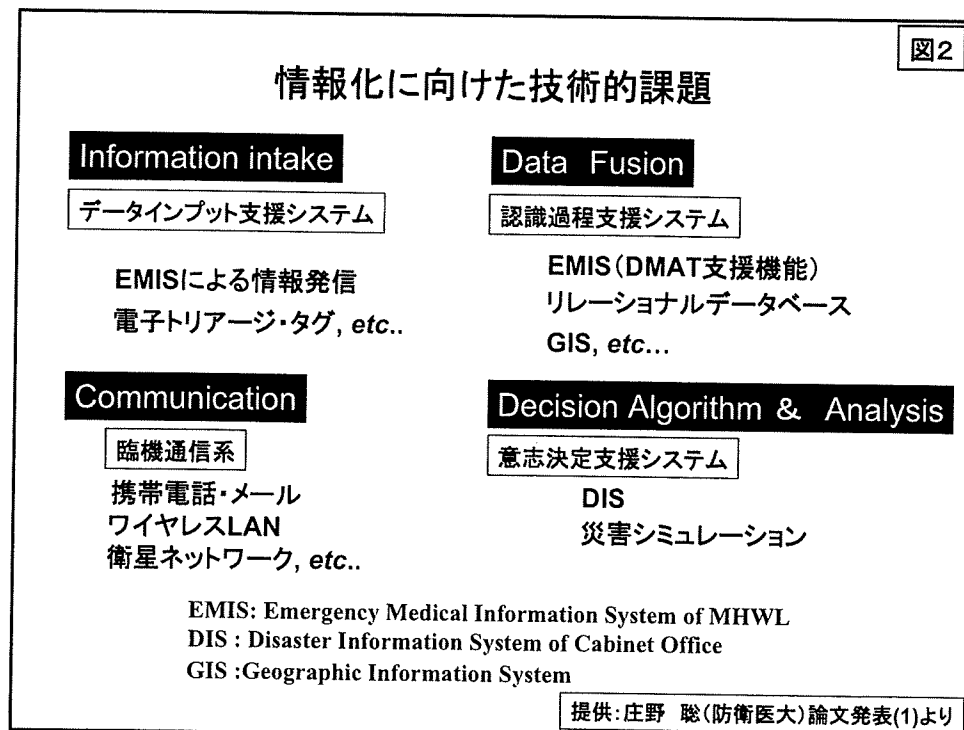 図2
情報化に向けた技術的課題
Information intake
データインプット支援システム
EMISによる情報発信
電子トリアージ・タグ, etc..
Data Fusion
認識過程支援システム
EMIS(DMAT支援機能)
リレーショナルデータベース
GIS, etc...
Communication
臨機通信系
携帯電話・メール
ワイヤレスLAN
衛星ネットワーク, etc..
Decision Algorithm & Analysis
意志決定支援システム
DIS
災害シミュレーション
EMIS: Emergency Medical Information System of MHWL
DIS : Disaster Information System of Cabinet Office
GIS :Geographic Information System
提供:庄野 聡(防衛医大)論文発表(1)より